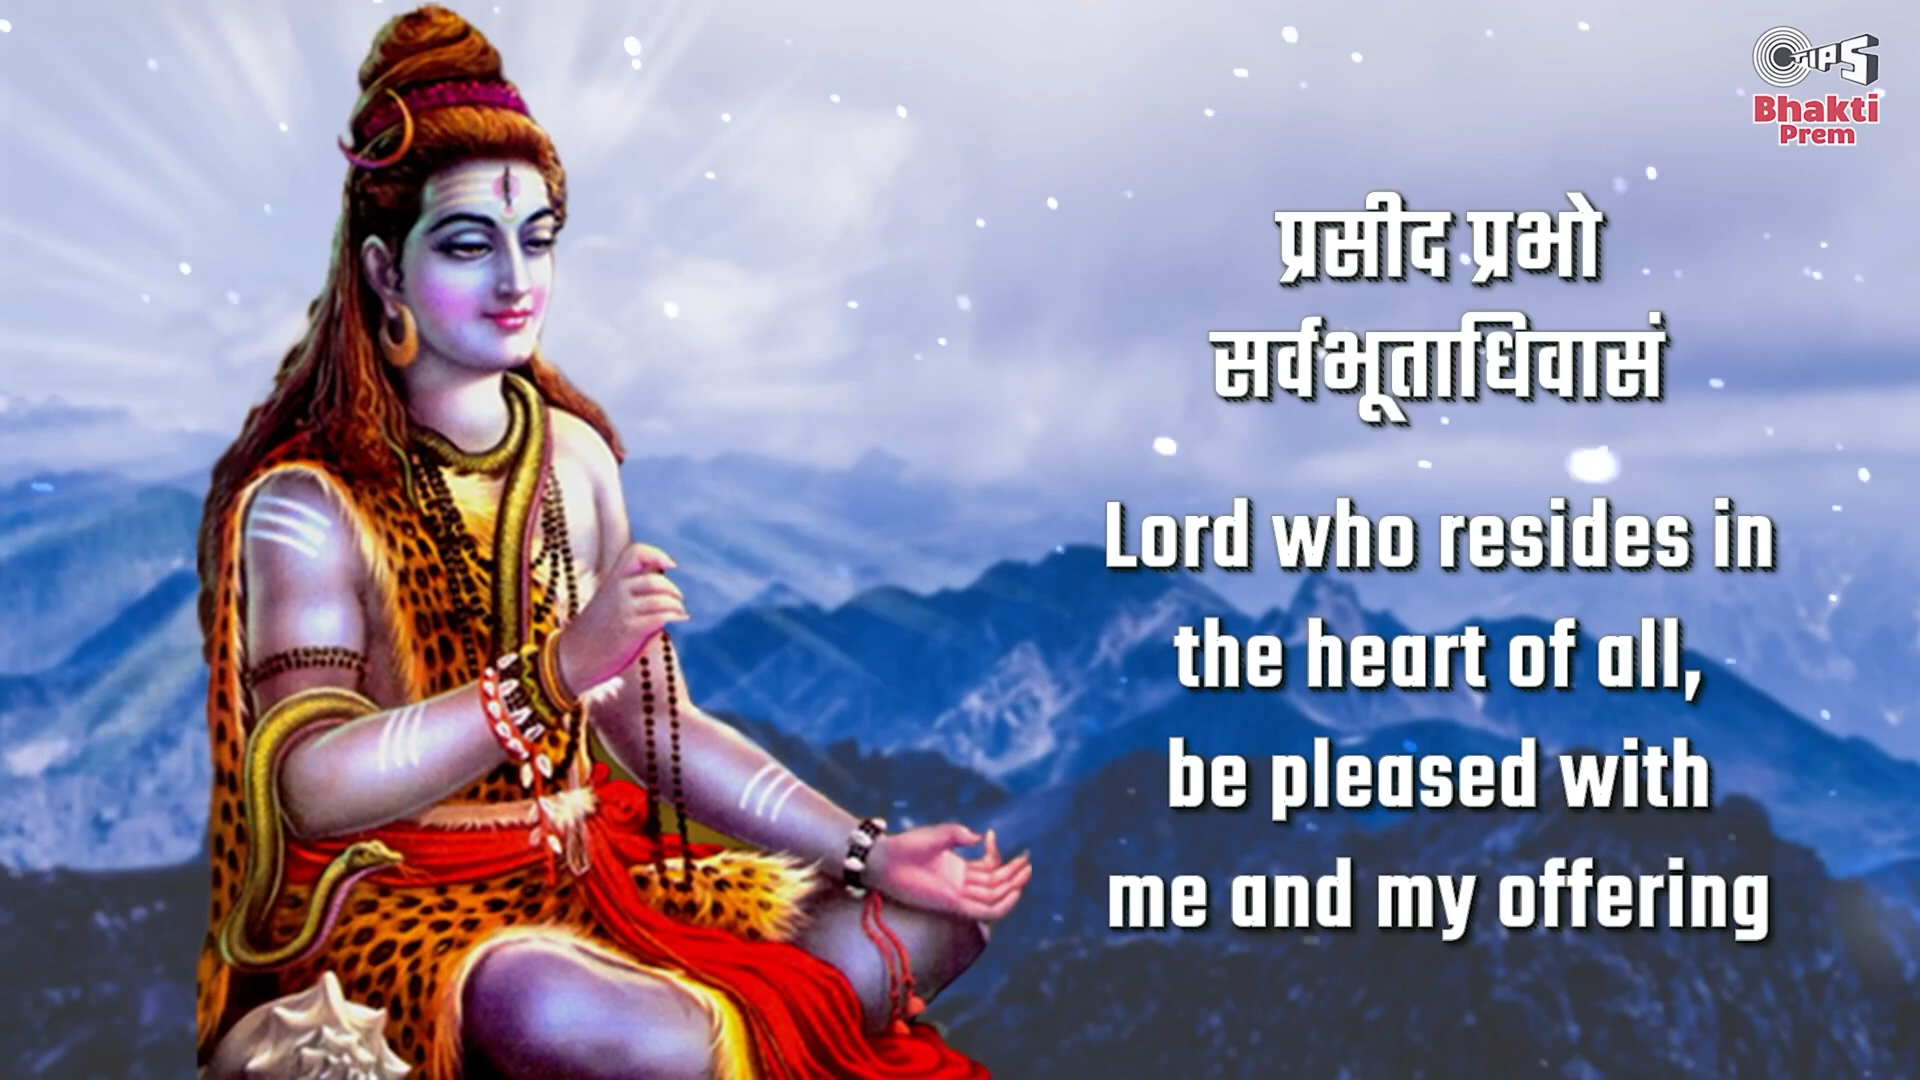 TIPS
Bhakti
Prem
प्रसीद प्रभो
सर्वभूताधिवासं
Lord who resides in
the heart of all,
be pleased with
me and my offering